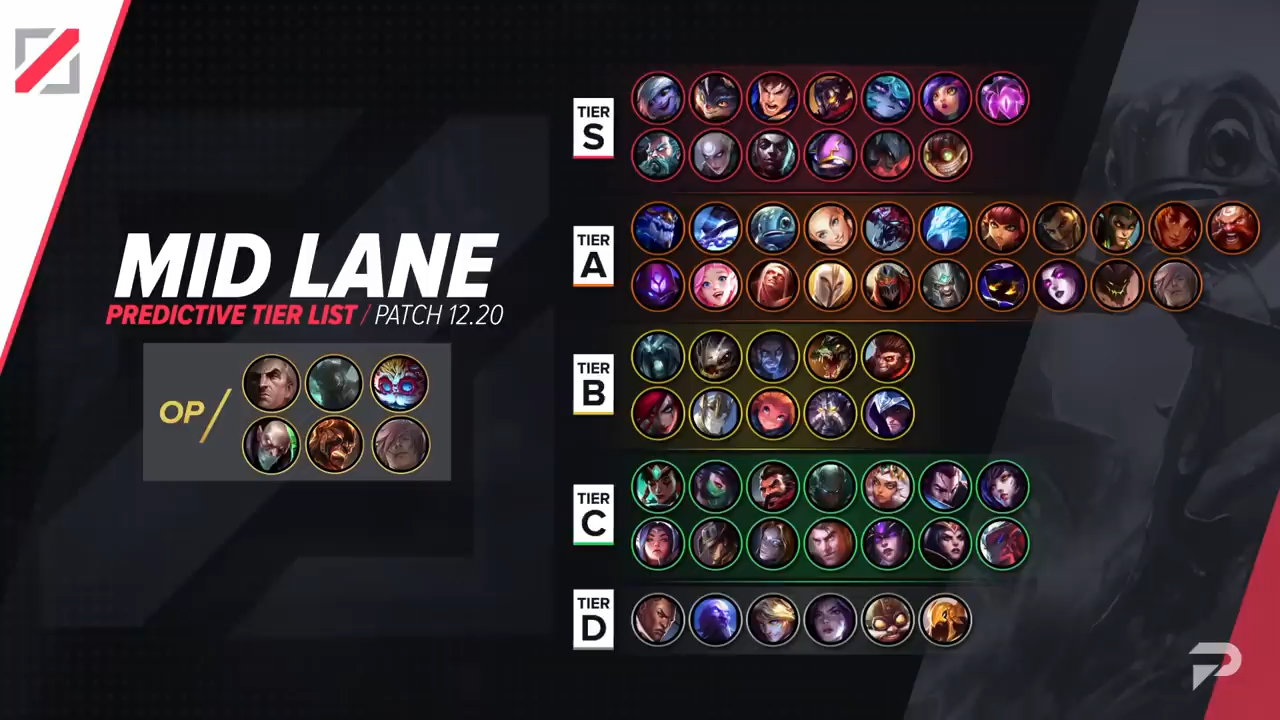 MID LANE
PREDICTIVE TIER LIST / PATCH 12.20
OP/
TIER
S
TIER
A
TIER
B
TIER
C
TIER
D